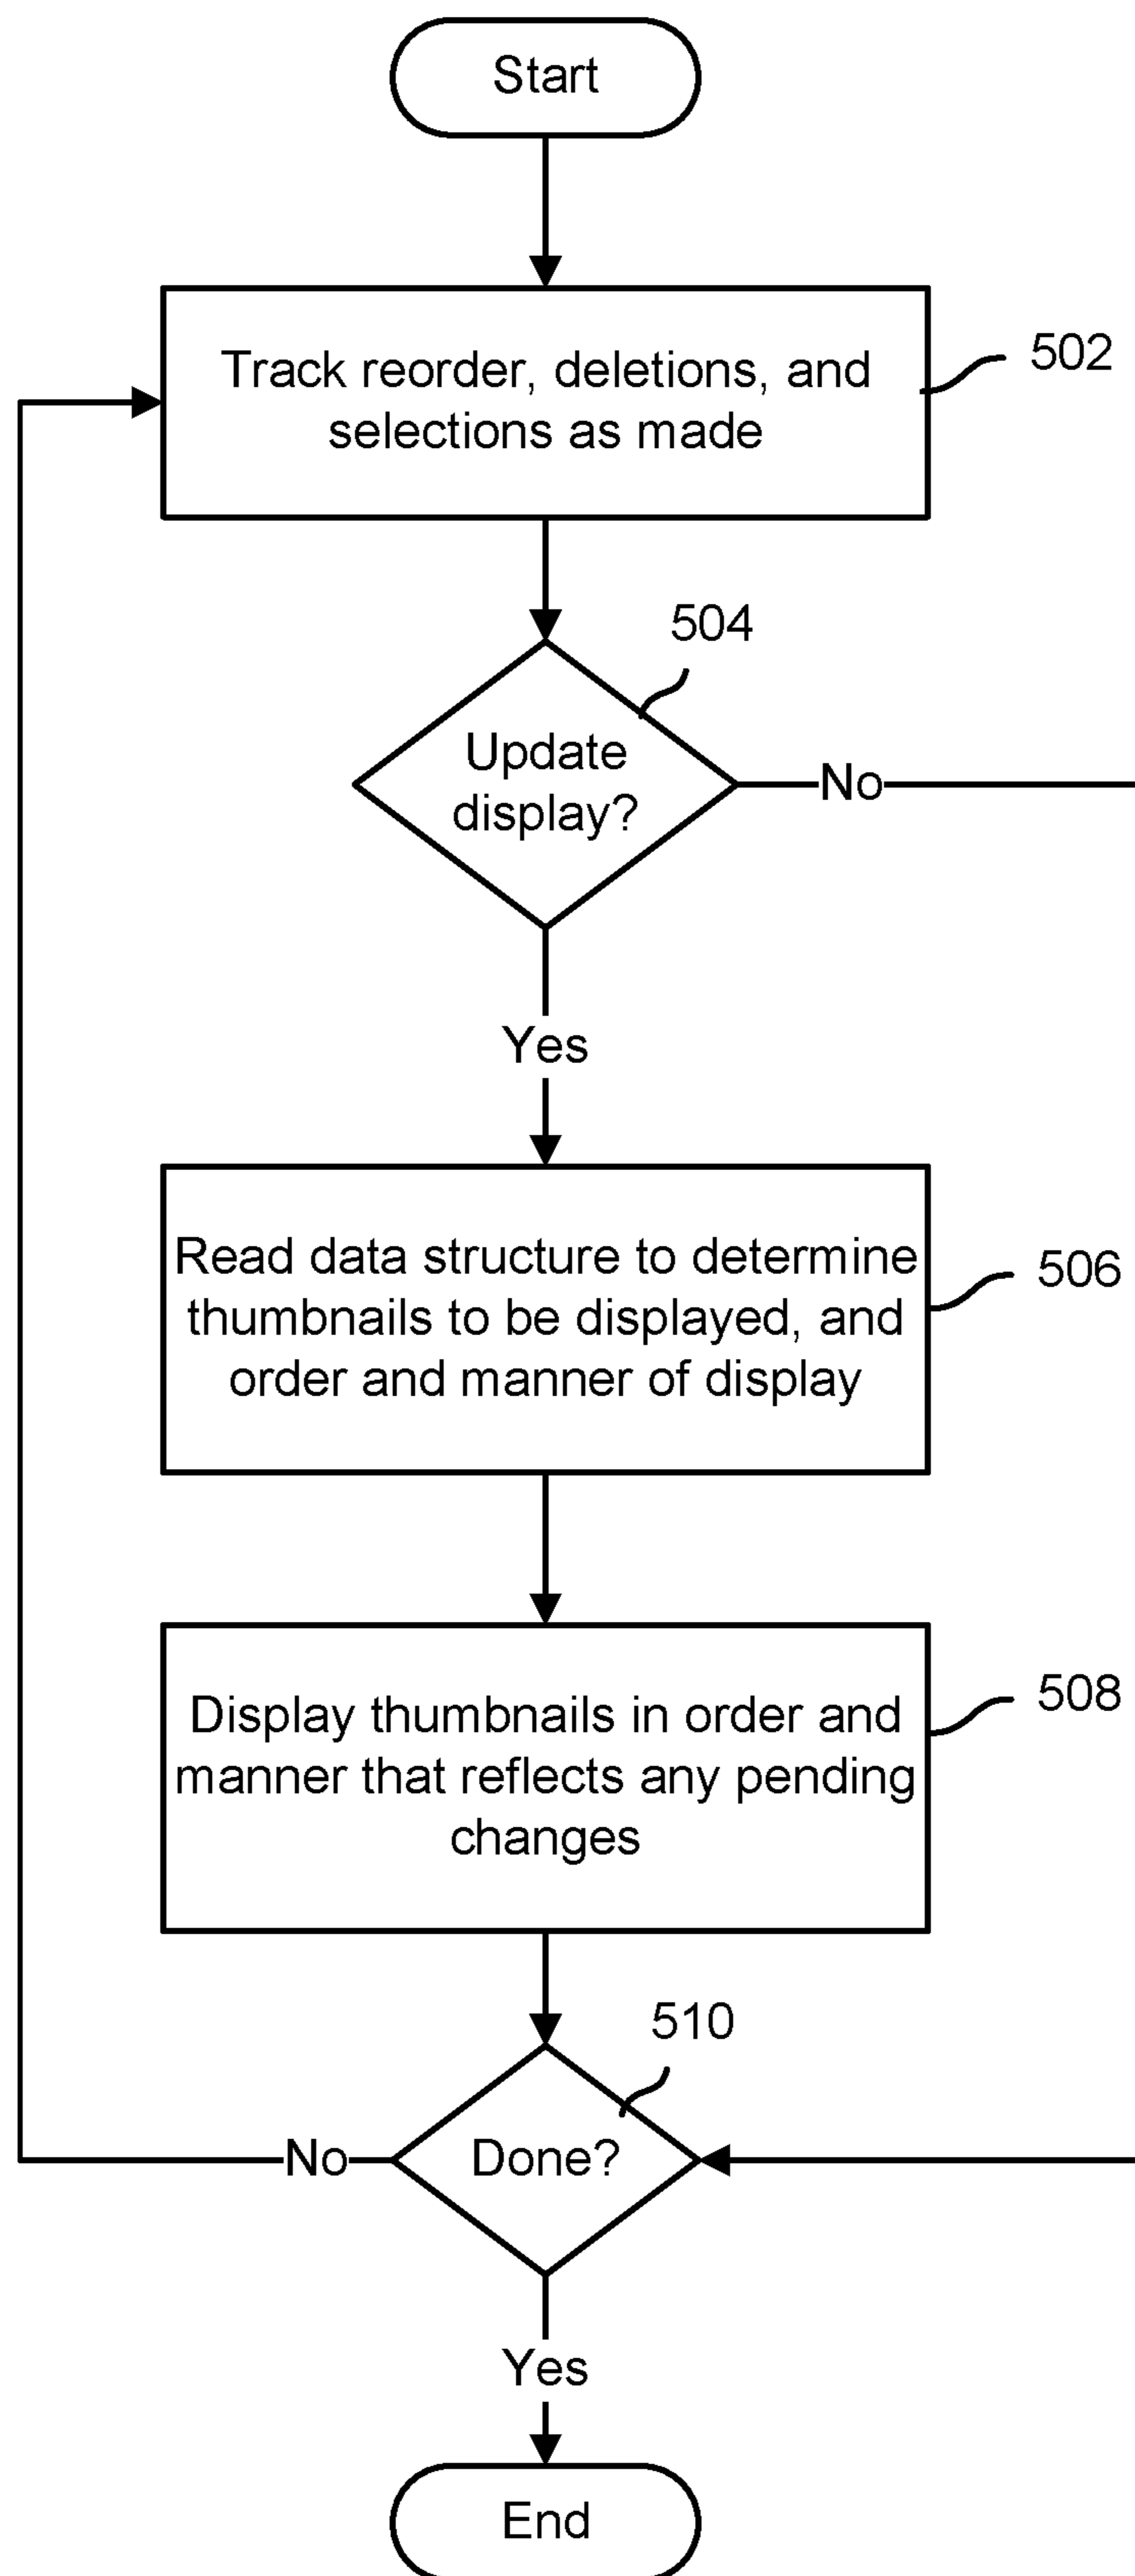 Start
Track reorder, deletions, and
selections as made
502
504
Update
display?
No
Yes
Read data structure to determine
thumbnails to be displayed, and
order and manner of display
506
Display thumbnails in order and
manner that reflects any pending
changes
508
510
Done?
No
Yes
End